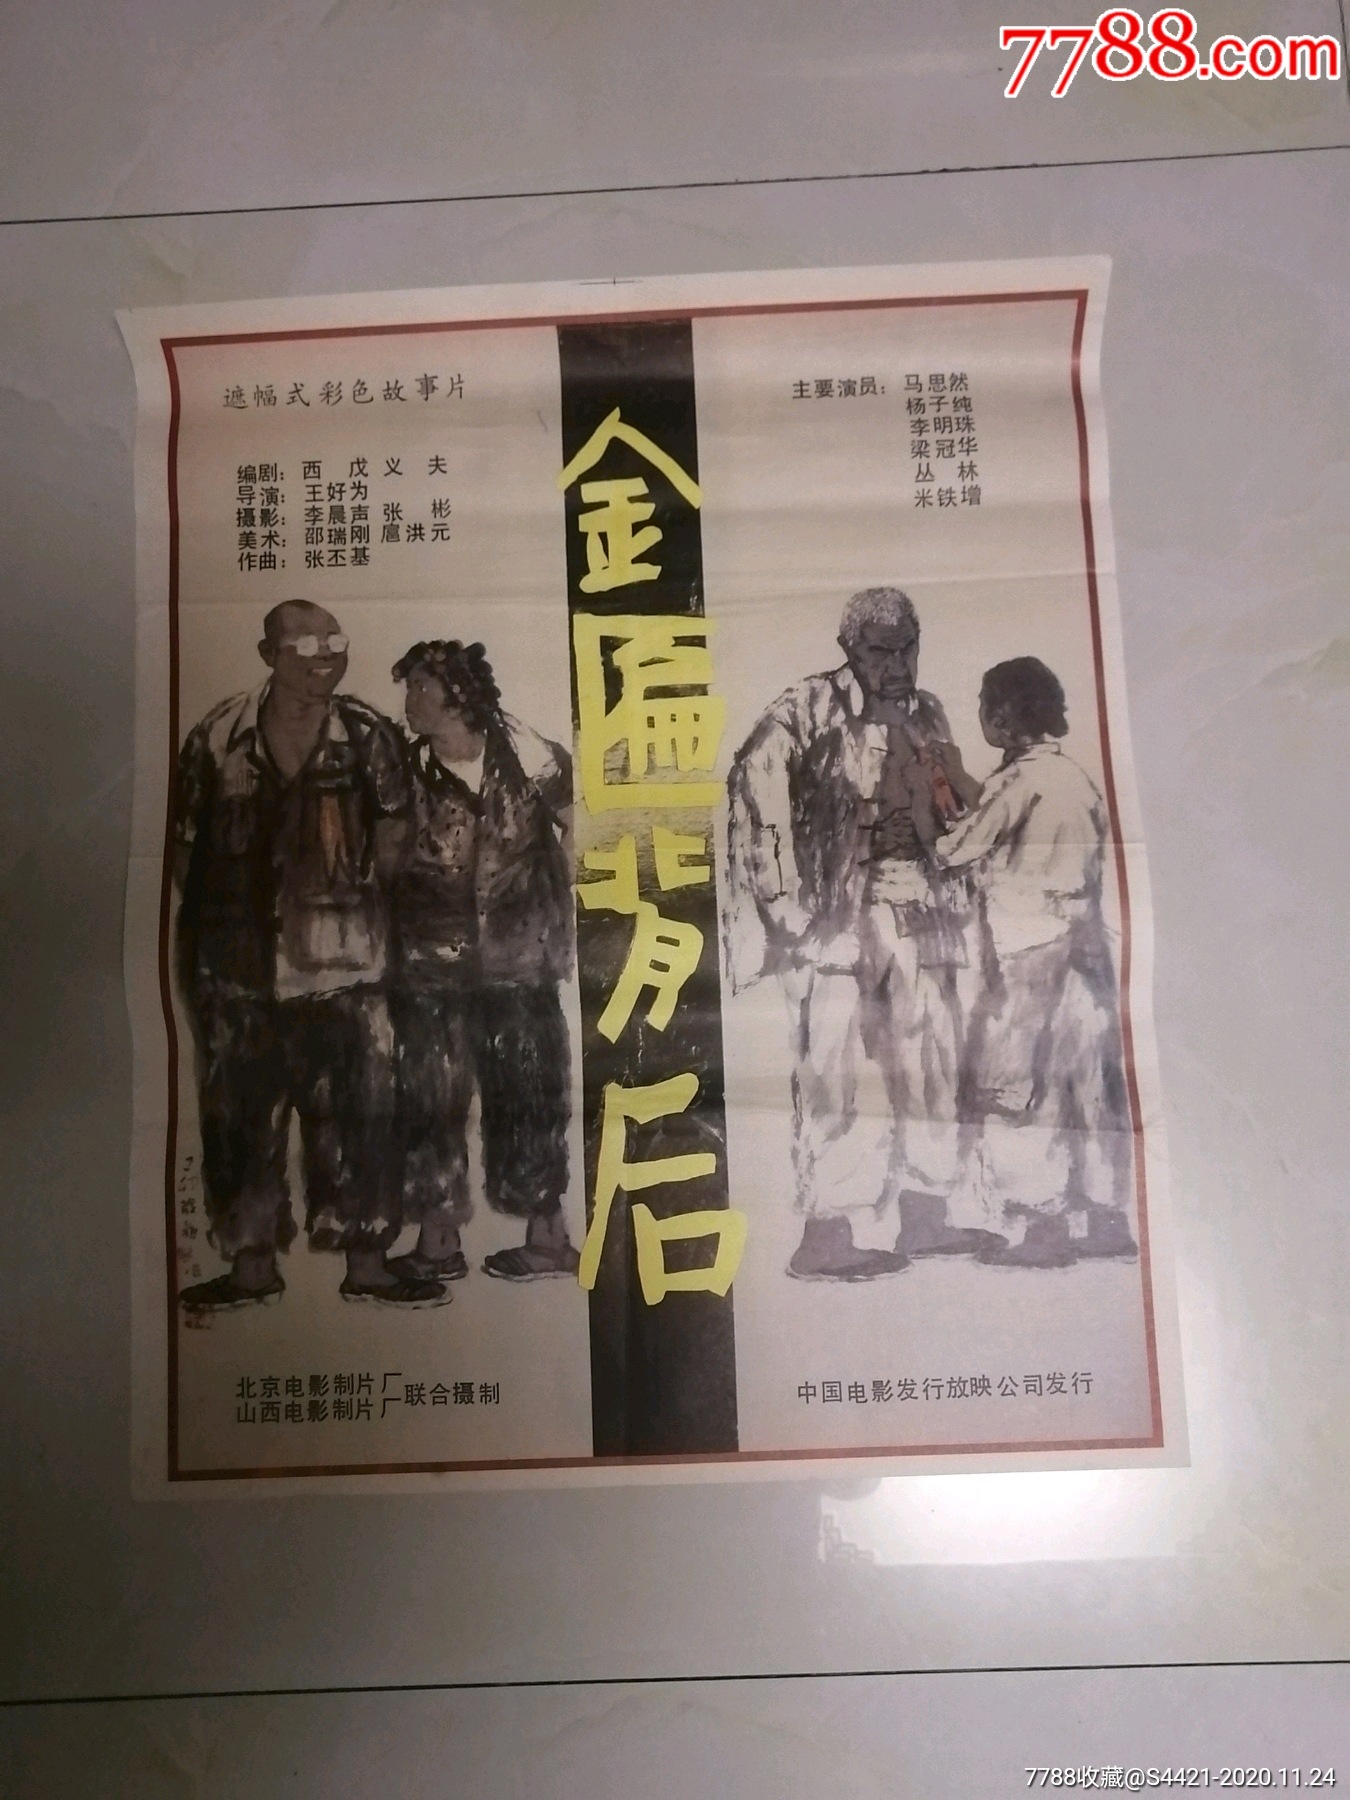 7788.com
遮幅式彩色故事片
编剧：西戊义夫
导演：王好为
摄影：李晨声 张彬
美术：邵瑞刚 扈洪元
作曲：张丕基
主要演员：马思然
杨子纯
李明珠
梁冠华
丛林
米铁增
金匾背后
北京电影制片厂
山西电影制片厂
联合摄制
中国电影发行放映公司发行
7788收藏@S4421-2020.11.24